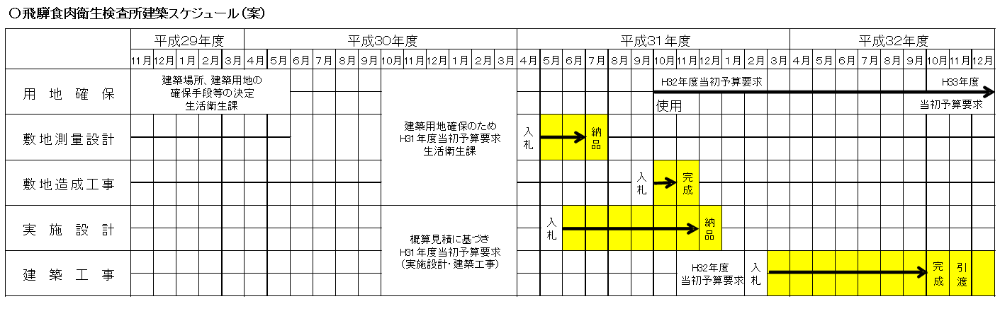 〇飛騨食肉衛生検査所建築スケジュール（案）
平成29年度 平成30年度 平成31年度 平成32年度
11月 12月 1月 2月 3月 4月 5月 6月 7月 8月 9月 10月 11月 12月 1月 2月 3月 4月 5月 6月 7月 8月 9月 10月 11月 12月 1月 2月 3月 4月 5月 6月 7月 8月 9月 10月 11月 12月
用地確保
建築場所、建築用地の
確保手段等の決定
生活衛生課
H32年度当初予算要求
使用
H33年度
当初予算要求
敷地測量設計
建築用地確保のため
H31年度当初予算要求
生活衛生課
入札
納品
敷地造成工事
入札
完成
実施設計
概算見積に基づき
H31年度当初予算要求
（実施設計・建築工事）
入札
納品
建築工事
H32年度
当初予算要求
入札
完成
引渡